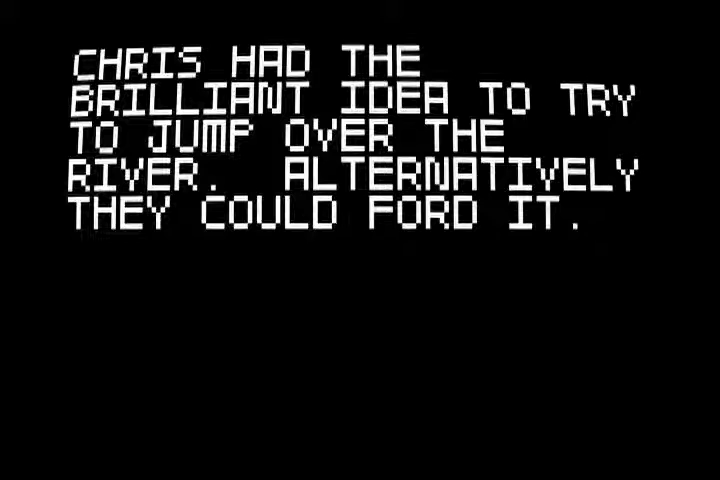 CHRIS HAD THE
BRILLIANT IDEA TO TRY
TO JUMP OVER THE
RIVER.  ALTERNATIVELY
THEY COULD FORD IT.